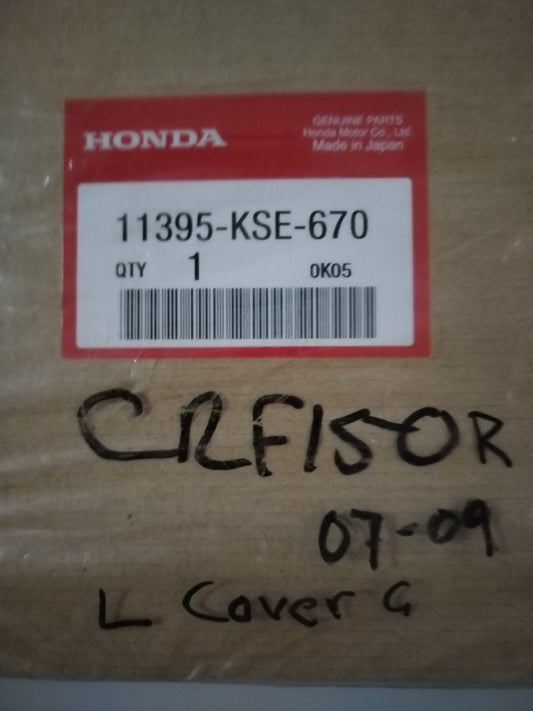 HONDA
GENUINE PARTS
Honda Motor Co., Ltd.
Made in Japan
11395-KSE-670
QTY 1 0K05
CRF150R
07-09
L Cover G